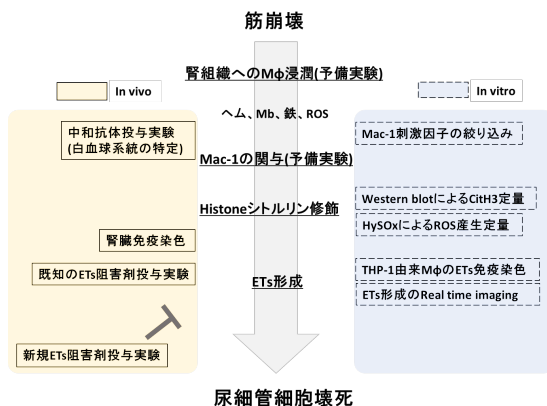 筋崩壊
腎組織へのMφ浸潤(予備実験)
In vivo
In vitro
ヘム、Mb、鉄、ROS
中和抗体投与実験
(白血球系統の特定)
Mac-1刺激因子の絞り込み
Mac-1の関与(予備実験)
Western blotによるCitH3定量
Histoneシトルリン修飾
HySOxによるROS産生定量
腎臓免疫染色
既知のETs阻害剤投与実験
THP-1由来MφのETs免疫染色
ETs形成
ETs形成のReal time imaging
新規ETs阻害剤投与実験
尿細管細胞壊死